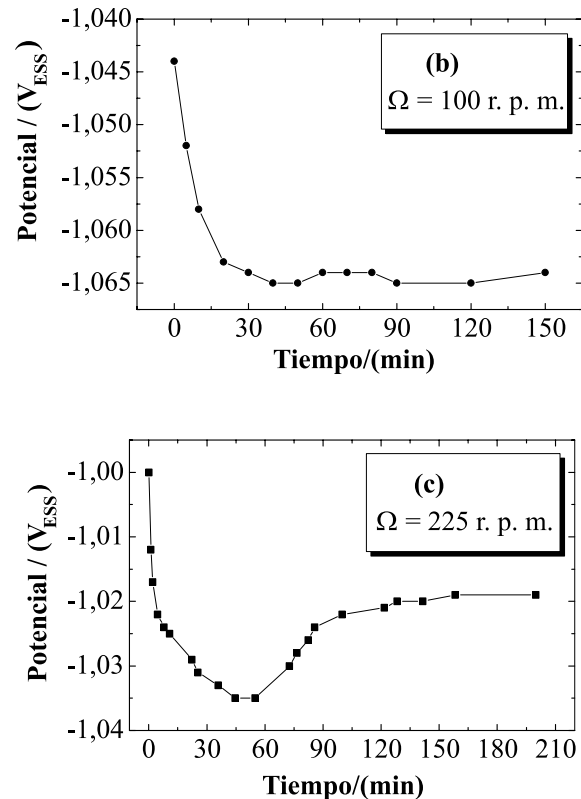 -1,040
-1,045
-1,050
-1,055
-1,060
-1,065
Potencial / (V_ESS)
(b)
Ω = 100 r. p. m.
0 30 60 90 120 150
Tiempo/(min)
-1,00
-1,01
-1,02
-1,03
-1,04
Potencial / (V_ESS)
(c)
Ω = 225 r. p. m.
0 30 60 90 120 150 180 210
Tiempo/(min)